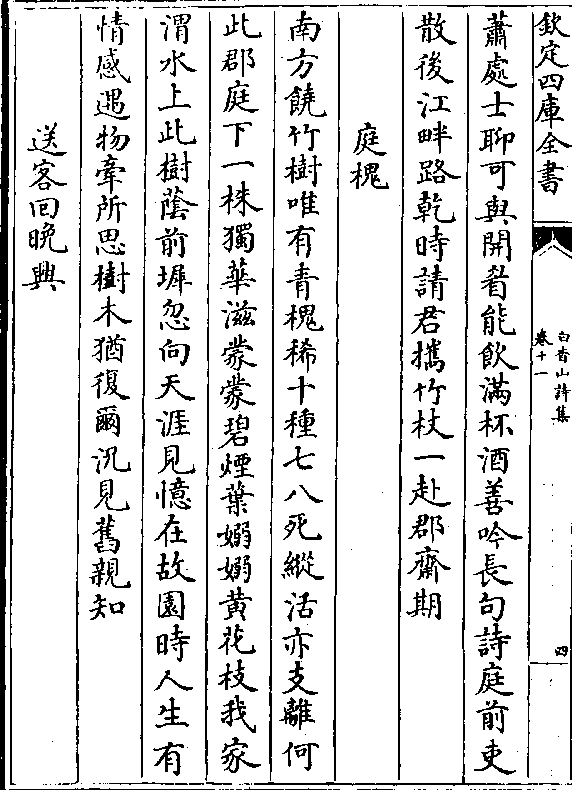 欽定四庫全書
白香山詩集
卷十一
四
蕭處士聊可與開眉能飲滿杯酒善吟長句詩庭前吏
散後江畔路乾時請君攜竹杖一赴郡齋期
庭槐
南方饒竹樹唯有青槐稀十種七八死縱活亦支離何
此郡庭下一株獨華滋蒙蒙碧煙葉嫋嫋黄花枝我家
渭水上此樹蔭前墀忽向天涯見憶在故園時人生有
情感遇物牽所思樹木猶復爾況見舊親知
送客回晚興